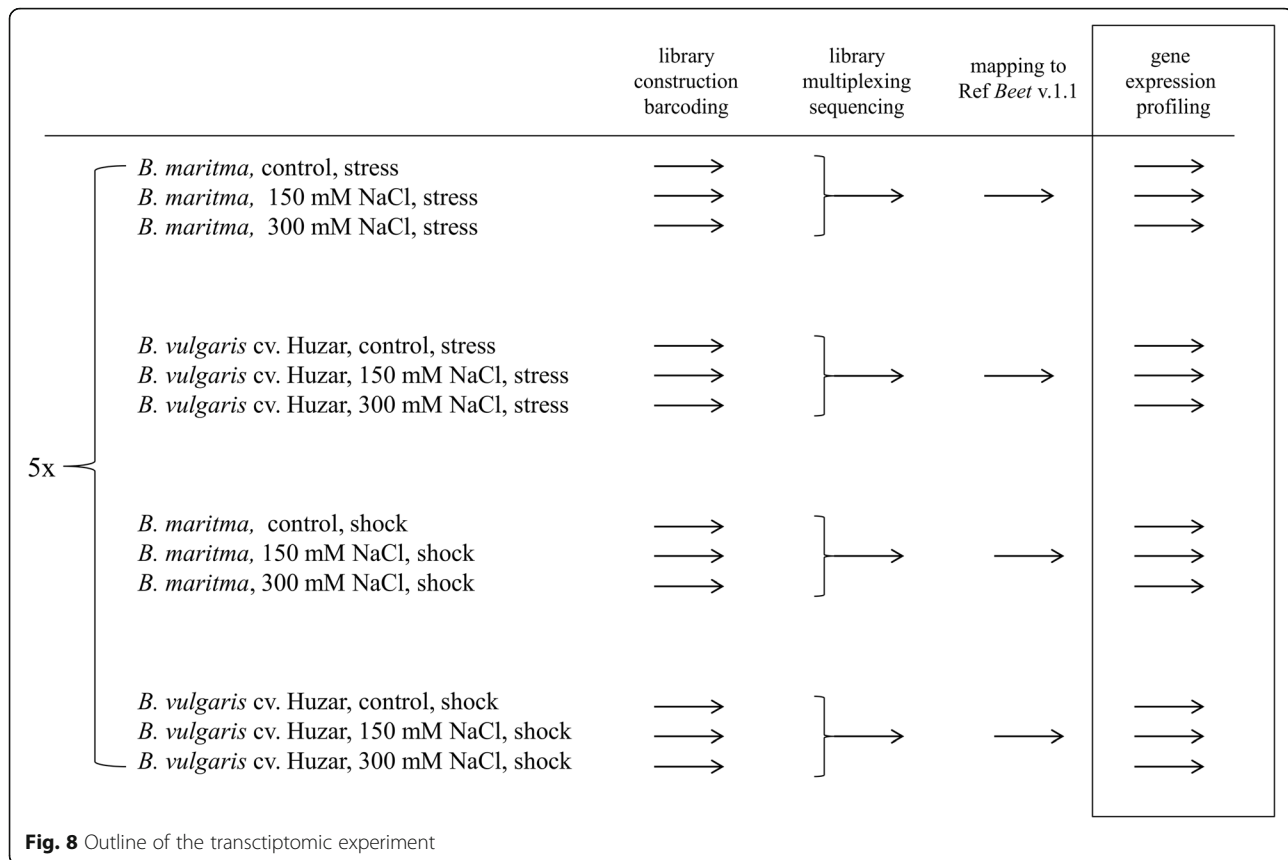 library
construction
barcoding
library
multiplexing
sequencing
mapping to
Ref Beet v.1.1
gene
expression
profiling
B. maritma, control, stress
B. maritma, 150 mM NaCl, stress
B. maritma, 300 mM NaCl, stress
B. vulgaris cv. Huzar, control, stress
B. vulgaris cv. Huzar, 150 mM NaCl, stress
B. vulgaris cv. Huzar, 300 mM NaCl, stress
5x
B. maritma, control, shock
B. maritma, 150 mM NaCl, shock
B. maritma, 300 mM NaCl, shock
B. vulgaris cv. Huzar, control, shock
B. vulgaris cv. Huzar, 150 mM NaCl, shock
B. vulgaris cv. Huzar, 300 mM NaCl, shock
Fig. 8 Outline of the transctiptomic experiment